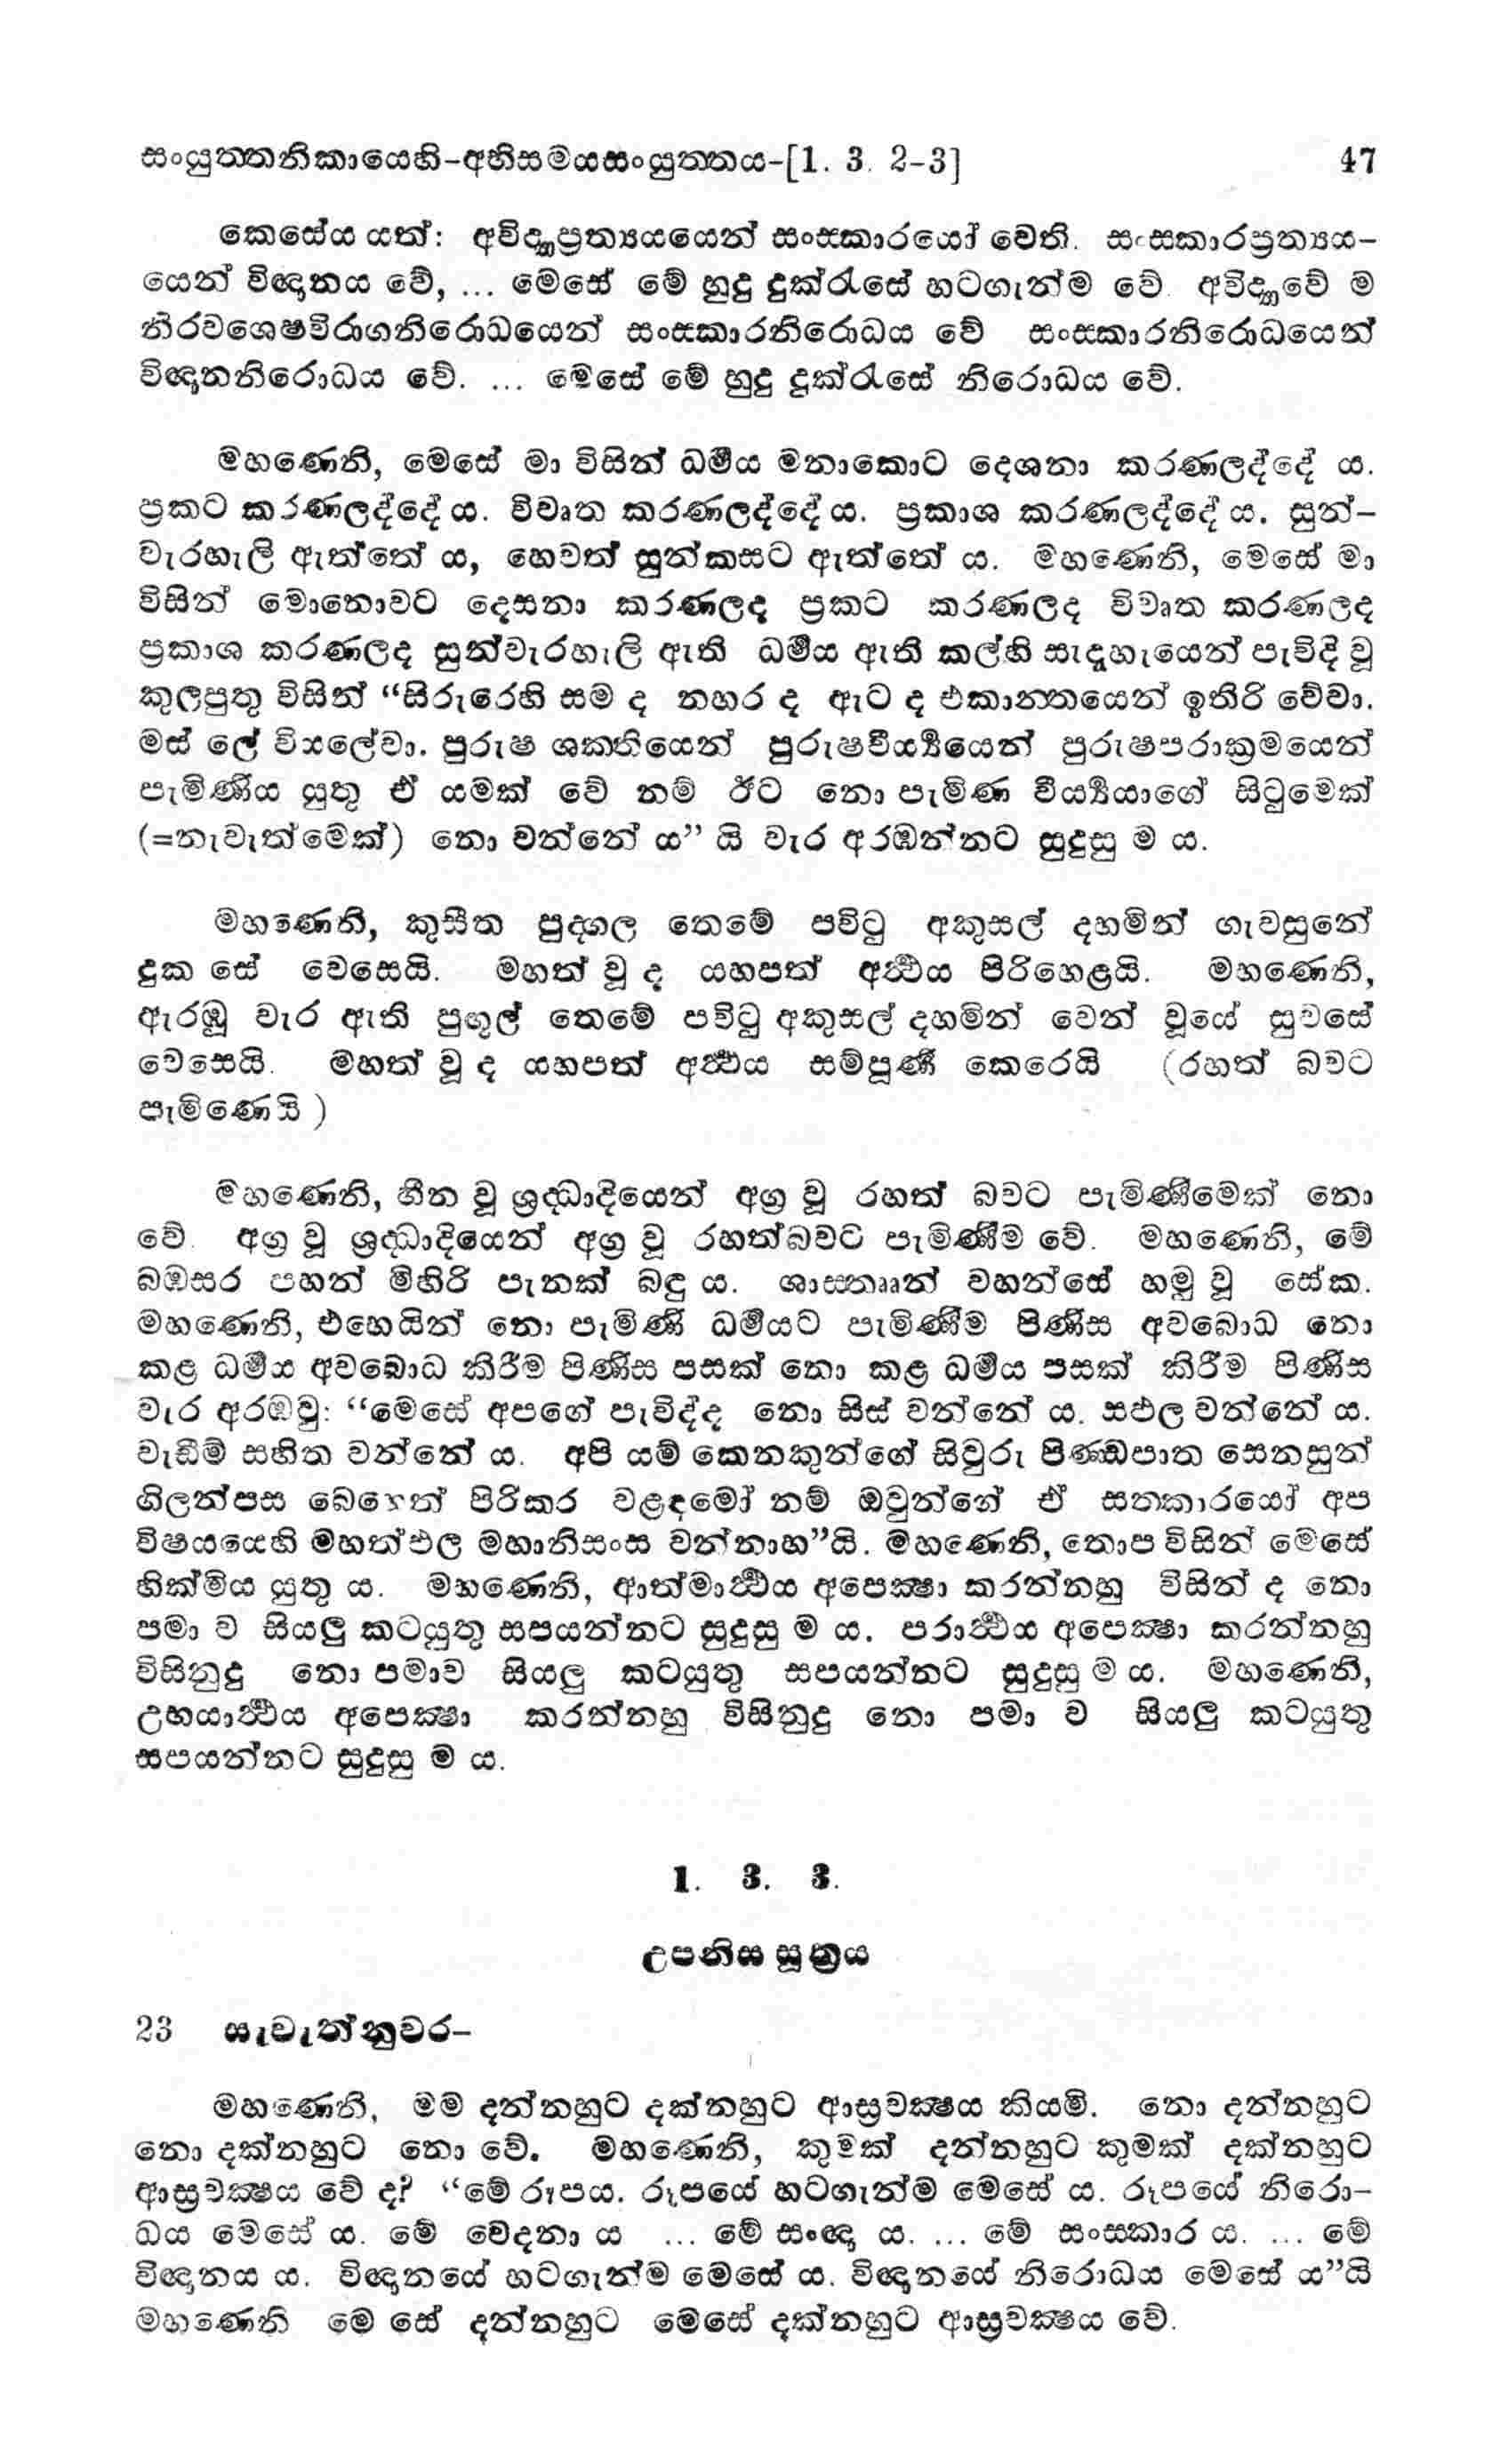 සංයුත්තනිකායෙහි-අභිසමයසංයුත්තය-[1. 3. 2-3] 47
කෙසේය යත්: අවිද්‍යාප්‍රත්‍යයයෙන් සංස්කාරයෝ වෙති. සංස්කාරප්‍රත්‍යය-
යෙන් විඥානය වේ, ... මෙසේ මේ හුදු දුක්රැසේ හටගැන්ම වේ. අවිද්‍යාවේ ම
නිරවශෙෂවිරාගනිරොධයෙන් සංස්කාරනිරොධය වේ සංස්කාරනිරොධයෙන්
විඥානනිරොධය වේ. ... මෙසේ මේ හුදු දුක්රැසේ නිරොධය වේ.
මහණෙනි, මෙසේ මා විසින් ධර්‍මය මනාකොට දෙශනා කරණලද්දේ ය.
ප්‍රකට කරණලද්දේ ය. විවෘත කරණලද්දේ ය. ප්‍රකාශ කරණලද්දේ ය. සුන්-
වැරහැලි ඇත්තේ ය, හෙවත් සුන්කසට ඇත්තේ ය. මහණෙනි, මෙසේ මා
විසින් මොනොවට දෙසනා කරණලද ප්‍රකට කරණලද විවෘත කරණලද
ප්‍රකාශ කරණලද සුන්වැරහැලි ඇති ධර්‍මය ඇති කල්හි සැදැහැයෙන් පැවිදි වූ
කුලපුතු විසින් “සිරුරෙහි සම ද නහර ද ඇට ද එකාන්තයෙන් ඉතිරි වේවා.
මස් ලේ වියලේවා. පුරුෂ ශක්තියෙන් පුරුෂවීර්‍ය්‍යයෙන් පුරුෂපරාක්‍රමයෙන්
පැමිණිය යුතු ඒ යමක් වේ නම් ඊට නො පැමිණ වීර්‍ය්‍යයාගේ සිටුමෙක්
(=නැවැත්මෙක්) නො වන්නේ ය” යි වැර අරඹන්නට සුදුසු ම ය.
මහණෙනි, කුසීත පුද්ගල තෙමේ පවිටු අකුසල් දහමින් ගැවසුනේ
දුක සේ වෙසෙයි. මහත් වූ ද යහපත් අර්‍ථය පිරිහෙළයි. මහණෙනි,
ඇරඹූ වැර ඇති පුඟුල් තෙමේ පවිටු අකුසල් දහමින් වෙන් වූයේ සුවසේ
වෙසෙයි. මහත් වූ ද යහපත් අර්‍ථය සම්පූර්‍ණ කෙරෙයි (රහත් බවට
පැමිණෙයි )
මහණෙනි, හීන වූ ශ්‍රද්ධාදියෙන් අග්‍ර වූ රහත් බවට පැමිණීමෙක් නො
වේ. අග්‍ර වූ ශ්‍රද්ධාදියෙන් අග්‍ර වූ රහත්බවට පැමිණීම වේ. මහණෙනි, මේ
බඹසර පහන් මිහිරි පැනක් බඳු ය. ශාස්තෲන් වහන්සේ හමු වූ සේක.
මහණෙනි, එහෙයින් නො පැමිණි ධර්‍මයට පැමිණීම පිණිස අවබොධ නො
කළ ධර්‍මය අවබොධ කිරීම පිණිස පසක් නො කළ ධර්‍මය පසක් කිරීම පිණිස
වැර අරඹවු: “මෙසේ අපගේ පැවිද්ද නො සිස් වන්නේ ය. සඵල වන්නේ ය.
වැඩීම් සහිත වන්නේ ය. අපි යම් කෙනකුන්ගේ සිවුරු පිණ්ඩපාත සෙනසුන්
ගිලන්පස බෙහෙත් පිරිකර වළඳමෝ නම් ඔවුන්ගේ ඒ සත්කාරයෝ අප
විෂයයෙහි මහත්ඵල මහානිසංස වන්නාහ”යි. මහණෙනි, තොප විසින් මෙසේ
හික්මිය යුතු ය. මහණෙනි, ආත්මාර්‍ථය අපෙක්‍ෂා කරන්නහු විසින් ද නො
පමා ව සියලු කටයුතු සපයන්නට සුදුසු ම ය. පරාර්‍ථය අපෙක්‍ෂා කරන්නහු
විසිනුදු නො පමාව සියලු කටයුතු සපයන්නට සුදුසු ම ය. මහණෙනි,
උභයාර්‍ථය අපෙක්‍ෂා කරන්නහු විසිනුදු නො පමා ව සියලු කටයුතු
සපයන්නට සුදුසු ම ය.
1. 3. 3.
උපනිස සූත්‍රය
23 සැවැත්නුවර-
මහණෙනි, මම දන්නහුට දක්නහුට ආස්‍රවක්‍ෂය කියමි. නො දන්නහුට
නො දක්නහුට නො වේ. මහණෙනි, කුමක් දන්නහුට කුමක් දක්නහුට
ආස්‍රවක්‍ෂය වේ ද? “මේ රූපය. රූපයේ හටගැන්ම මෙසේ ය. රූපයේ නිරො-
ධය මෙසේ ය. මේ වෙදනා ය ... මේ සංඥා ය. ... මේ සංස්කාර ය. ... මේ
විඥානය ය. විඥානයේ හටගැන්ම මෙසේ ය. විඥානයේ නිරොධය මෙසේ ය”යි
මහණෙනි මෙ සේ දන්නහුට මෙසේ දක්නහුට ආස්‍රවක්‍ෂය වේ.